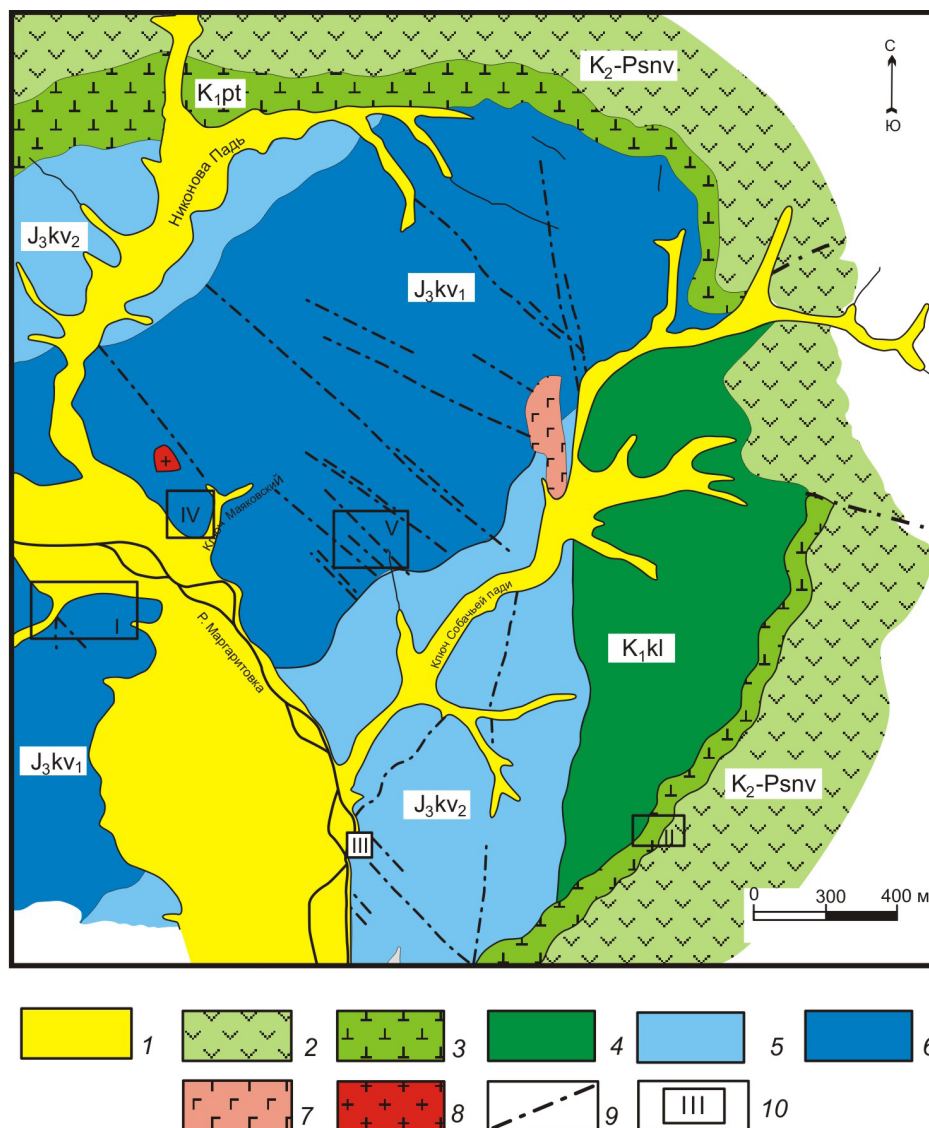 С
K₂-Psnv
K₁pt
Ю
Никонова Падь
J₃kv₂
J₃kv₁
Ключ Маяковский
IV
V
I
Р. Маргаритовка
Ключ Собачьей пади
K₁kl
J₃kv₁
K₂-Psnv
J₃kv₂
III
II
0 300 400 м
1 2 3 4 5 6
7 8 9 III 10